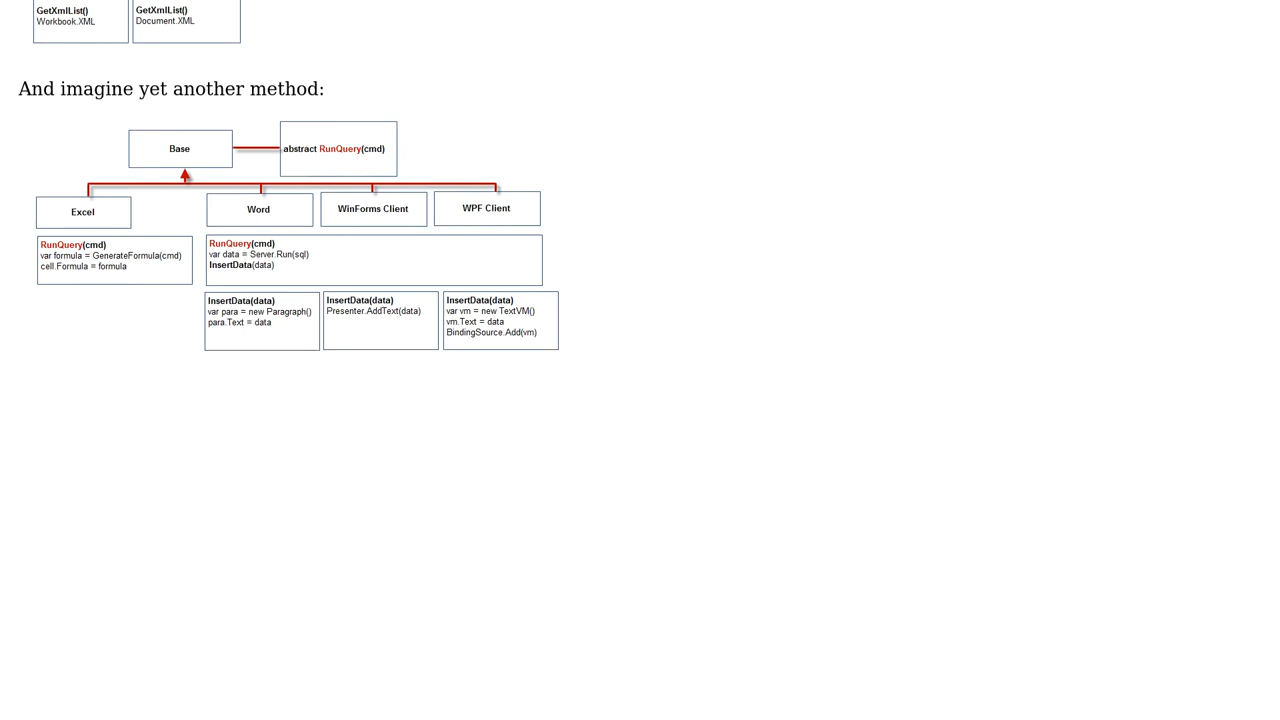 GetXmlList()
Workbook.XML
GetXmlList()
Document.XML
And imagine yet another method:
Base
abstract RunQuery(cmd)
Excel
Word
WinForms Client
WPF Client
RunQuery(cmd)
var formula = GenerateFormula(cmd)
cell.Formula = formula
RunQuery(cmd)
var data = Server.Run(sql)
InsertData(data)
InsertData(data)
var para = new Paragraph()
para.Text = data
InsertData(data)
Presenter.AddText(data)
InsertData(data)
var vm = new TextVM()
vm.Text = data
BindingSource.Add(vm)